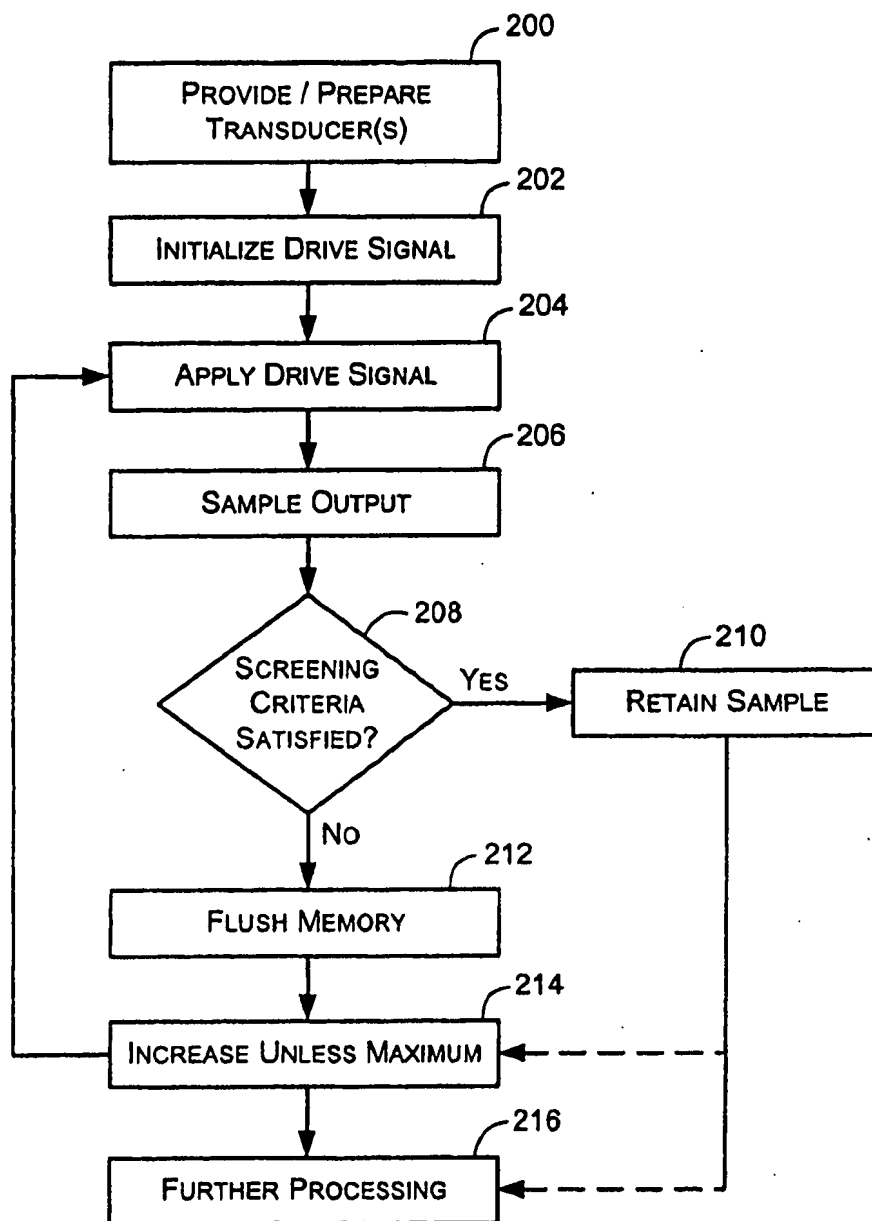 200
PROVIDE / PREPARE
TRANSDUCER(S)
202
INITIALIZE DRIVE SIGNAL
204
APPLY DRIVE SIGNAL
206
SAMPLE OUTPUT
208
SCREENING
CRITERIA
SATISFIED?
YES
210
RETAIN SAMPLE
NO
212
FLUSH MEMORY
214
INCREASE UNLESS MAXIMUM
216
FURTHER PROCESSING